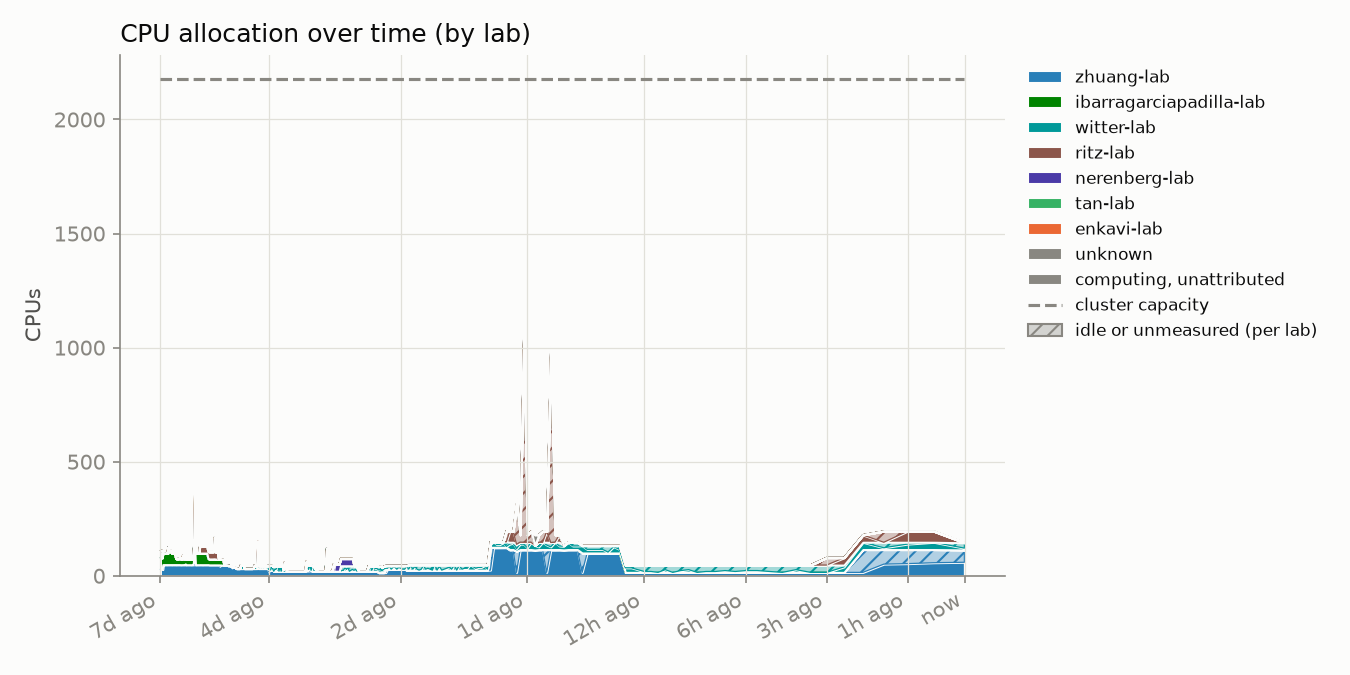 CPU allocation over time (by lab)
CPUs
2000
1500
1000
500
0
7d ago
4d ago
2d ago
1d ago
12h ago
6h ago
3h ago
1h ago
now
zhuang-lab
ibarragarciapadilla-lab
witter-lab
ritz-lab
nerenberg-lab
tan-lab
enkavi-lab
unknown
computing, unattributed
cluster capacity
idle or unmeasured (per lab)